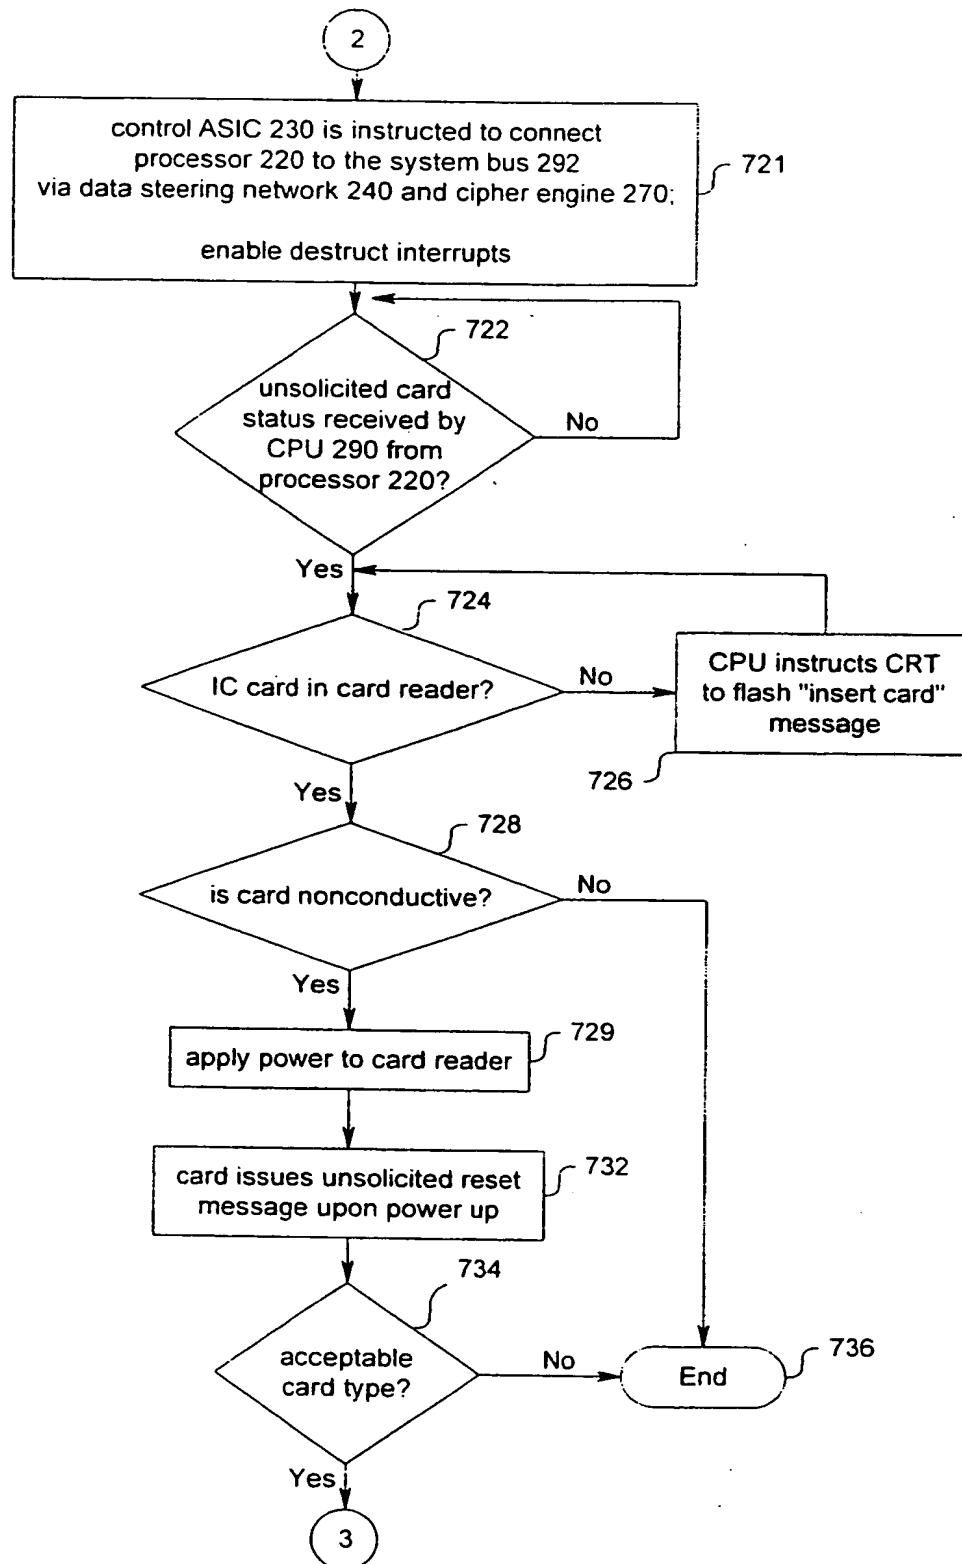 2
control ASIC 230 is instructed to connect
processor 220 to the system bus 292
via data steering network 240 and cipher engine 270;
721
enable destruct interrupts
722
unsolicited card
status received by
CPU 290 from
processor 220?
No
Yes
724
IC card in card reader?
No
CPU instructs CRT
to flash "insert card"
message
726
Yes
728
is card nonconductive?
No
Yes
729
apply power to card reader
732
card issues unsolicited reset
message upon power up
734
acceptable
card type?
No
End
736
Yes
3